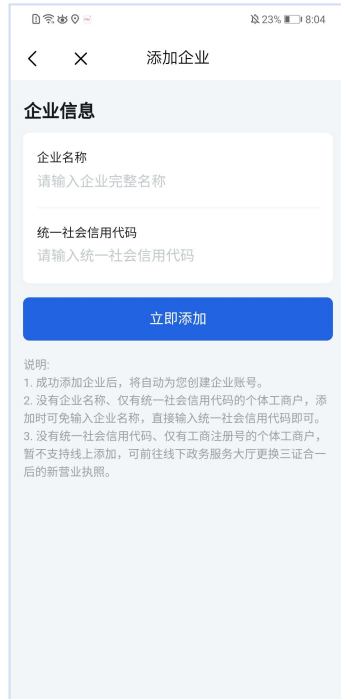 23% 8:04
添加企业
企业信息
企业名称
请输入企业完整名称
统一社会信用代码
请输入统一社会信用代码
立即添加
说明:
1. 成功添加企业后，将自动为您创建企业账号。
2. 没有企业名称、仅有统一社会信用代码的个体工商户，添
加时可免输入企业名称，直接输入统一社会信用代码即可。
3. 没有统一社会信用代码、仅有工商注册号的个体工商户，
暂不支持线上添加，可前往线下政务服务大厅更换三证合一
后的新营业执照。